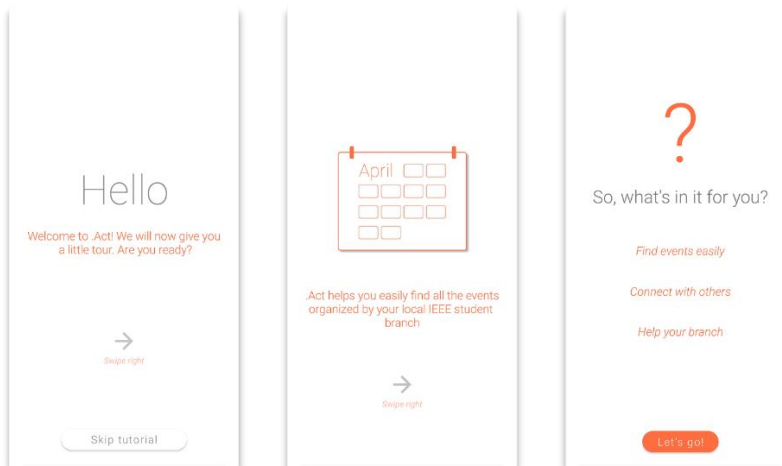 Hello
Welcome to .Act! We will now give you
a little tour. Are you ready?
Swipe right
Skip tutorial
April
.Act helps you easily find all the events
organized by your local IEEE student
branch
Swipe right
?
So, what's in it for you?
Find events easily
Connect with others
Help your branch
Let's go!